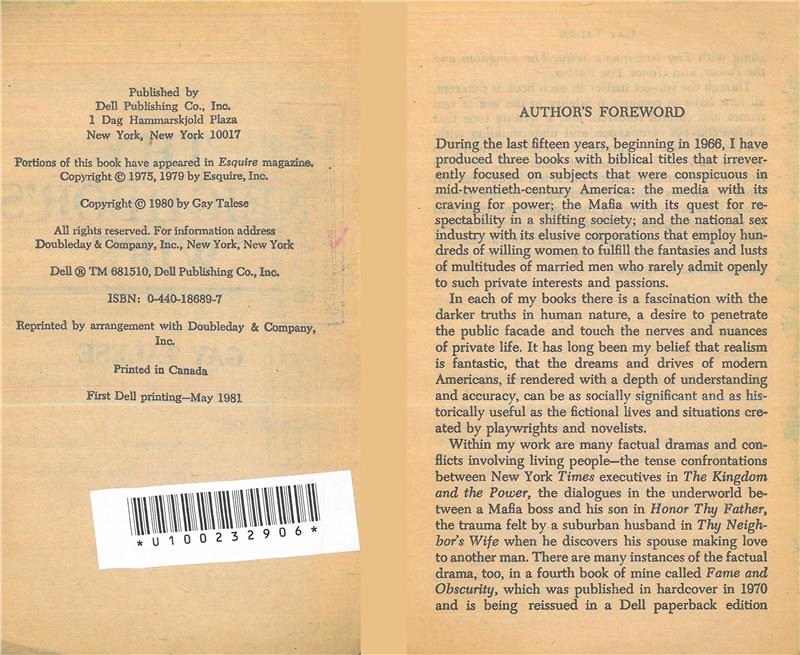 Published by
Dell Publishing Co., Inc.
1 Dag Hammarskjold Plaza
New York, New York 10017
Portions of this book have appeared in Esquire magazine.
Copyright © 1975, 1979 by Esquire, Inc.
Copyright © 1980 by Gay Talese
All rights reserved. For information address
Doubleday & Company, Inc., New York, New York
Dell ® TM 681510, Dell Publishing Co., Inc.
ISBN: 0-440-18689-7
Reprinted by arrangement with Doubleday & Company,
Inc.
Printed in Canada
First Dell printing—May 1981
*U100232906*
AUTHOR'S FOREWORD
During the last fifteen years, beginning in 1966, I have
produced three books with biblical titles that irrever-
ently focused on subjects that were conspicuous in
mid-twentieth-century America: the media with its
craving for power; the Mafia with its quest for re-
spectability in a shifting society; and the national sex
industry with its elusive corporations that employ hun-
dreds of willing women to fulfill the fantasies and lusts
of multitudes of married men who rarely admit openly
to such private interests and passions.
In each of my books there is a fascination with the
darker truths in human nature, a desire to penetrate
the public facade and touch the nerves and nuances
of private life. It has long been my belief that realism
is fantastic, that the dreams and drives of modern
Americans, if rendered with a depth of understanding
and accuracy, can be as socially significant and as his-
torically useful as the fictional lives and situations cre-
ated by playwrights and novelists.
Within my work are many factual dramas and con-
flicts involving living people—the tense confrontations
between New York Times executives in The Kingdom
and the Power, the dialogues in the underworld be-
tween a Mafia boss and his son in Honor Thy Father,
the trauma felt by a suburban husband in Thy Neigh-
bor's Wife when he discovers his spouse making love
to another man. There are many instances of the factual
drama, too, in a fourth book of mine called Fame and
Obscurity, which was published in hardcover in 1970
and is being reissued in a Dell paperback edition